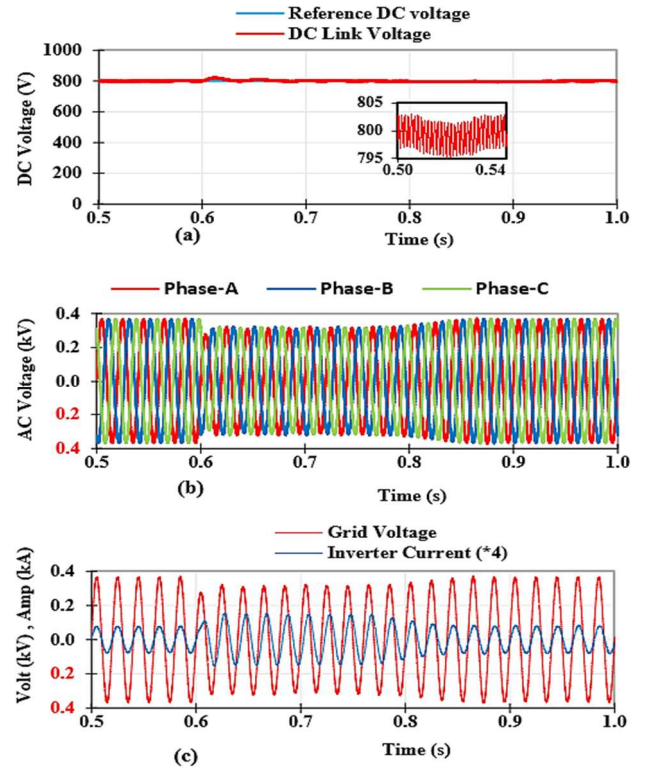 Reference DC voltage
DC Link Voltage
1000
800
600
400
200
0
DC Voltage (V)
805
800
795
0.50 0.54
0.5 0.6 0.7 0.8 0.9 1.0
Time (s)
(a)
Phase-A Phase-B Phase-C
0.4
0.2
0.0
0.2
0.4
AC Voltage (kV)
0.5 0.6 0.7 0.8 0.9 1.0
(b)
Time (s)
Grid Voltage
Inverter Current (*4)
0.4
0.2
0.0
0.2
0.4
Volt (kV) , Amp (kA)
0.5 0.6 0.7 0.8 0.9 1.0
Time (s)
(c)